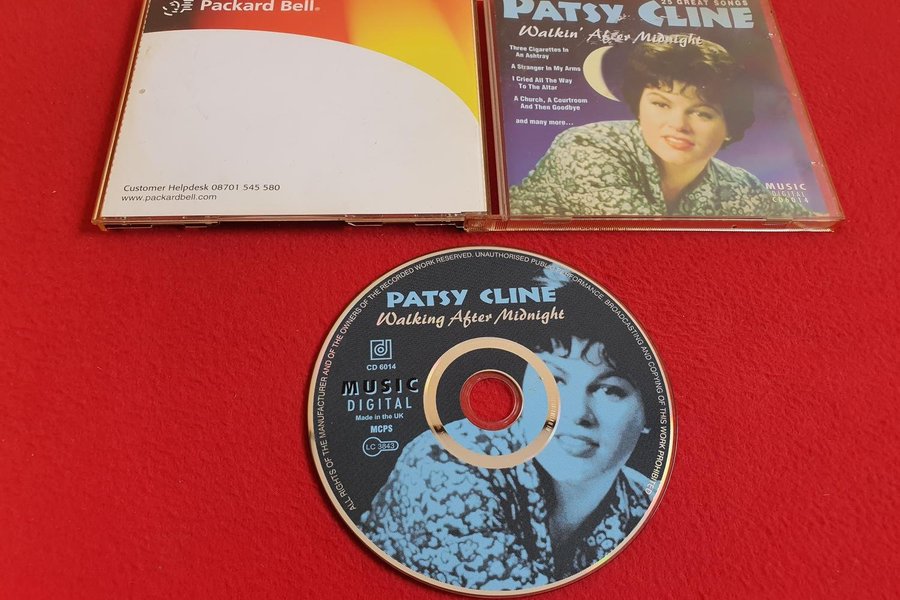 Packard Bell®
Customer Helpdesk 08701 545 580
www.packardbell.com
25 GREAT SONGS
PATSY CLINE
Walkin' After Midnight
Three Cigarettes In
An Ashtray
A Stranger In My Arms
I Cried All The Way
To The Altar
A Church, A Courtroom
And Then Goodbye
and many more...
MUSIC
DIGITAL
CD6014
ALL RIGHTS OF THE MANUFACTURER AND OF THE OWNERS OF THE RECORDED WORK RESERVED. UNAUTHORISED PUBLIC PERFORMANCE, BROADCASTING AND COPYING OF THIS WORK PROHIBITED
PATSY CLINE
Walking After Midnight
CD 6014
MUSIC
DIGITAL
Made in the UK
MCPS
LC 3843